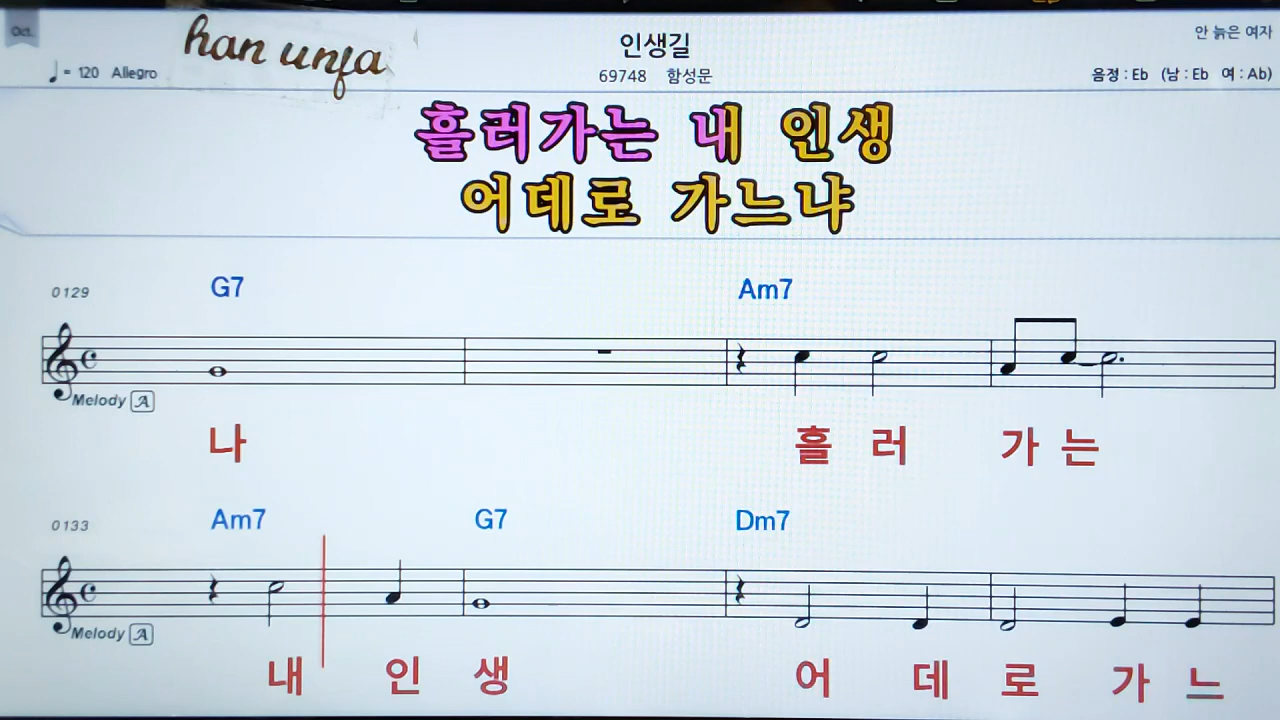 Oct.
han unfa
인생길
안 늙은 여자
♩ = 120 Allegro
69748 함성문
음정 : Eb (남 : Eb 여 : Ab)
흘러가는 내 인생
어데로 가느냐
0129 G7 Am7
Melody A
나 흘 러 가 는
0133 Am7 G7 Dm7
Melody A
내 인 생 어 데 로 가 느